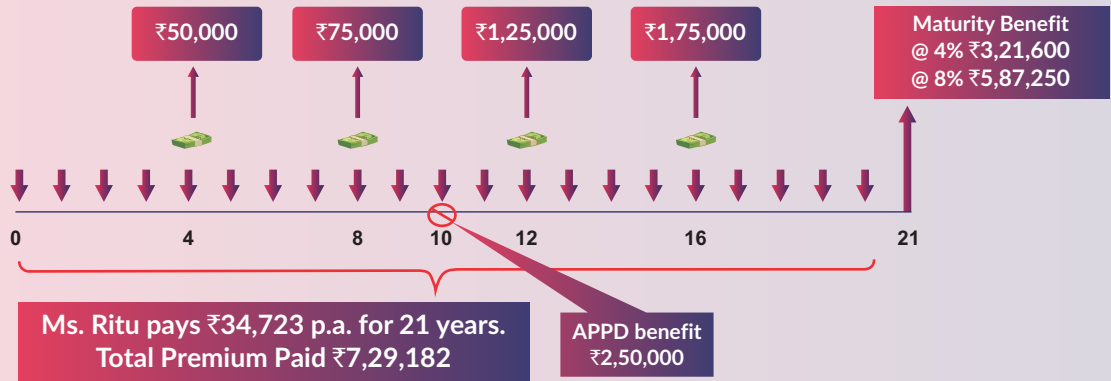 ₹50,000
₹75,000
₹1,25,000
₹1,75,000
Maturity Benefit
@ 4% ₹3,21,600
@ 8% ₹5,87,250
0
4
8
10
12
16
21
Ms. Ritu pays ₹34,723 p.a. for 21 years.
Total Premium Paid ₹7,29,182
APPD benefit
₹2,50,000